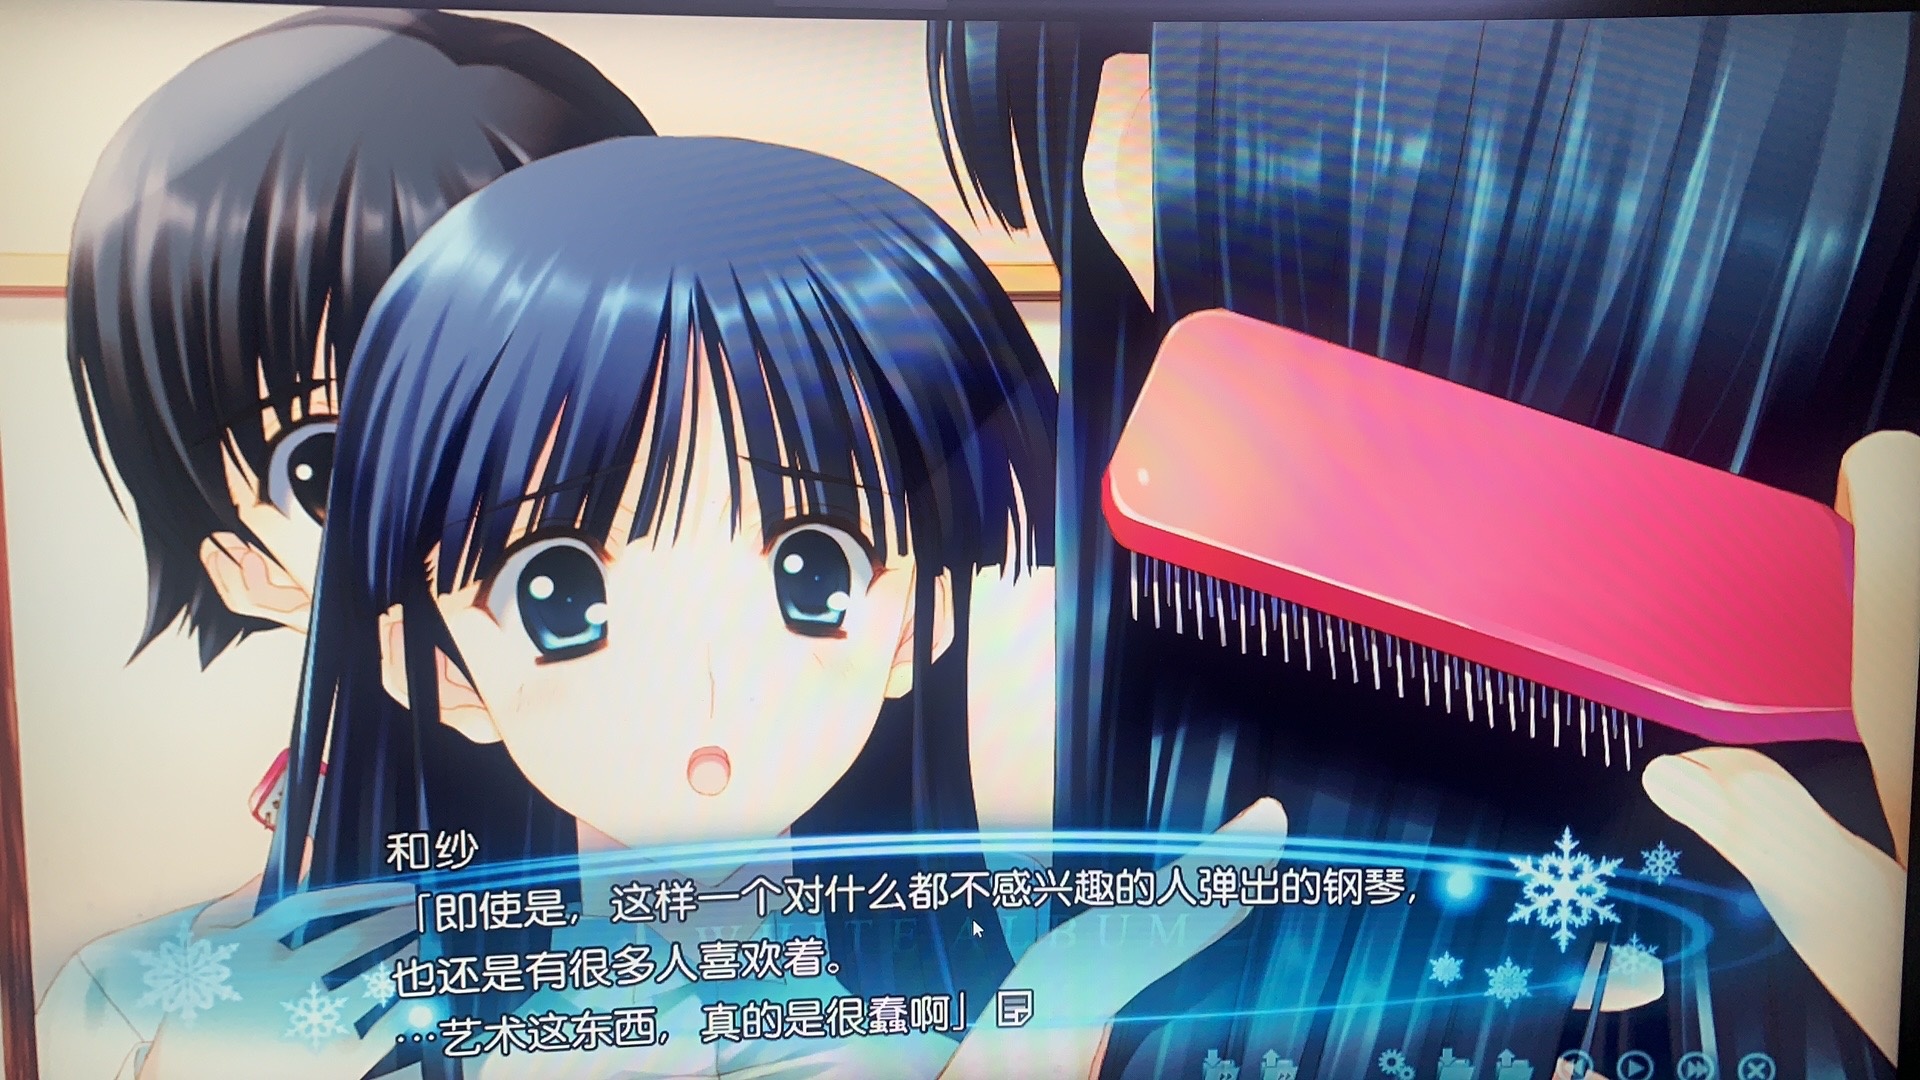 和纱
「即使是，这样一个对什么都不感兴趣的人弹出的钢琴，
也还是有很多人喜欢着。
…艺术这东西，真的是很蠢啊」
WHITE ALBUM